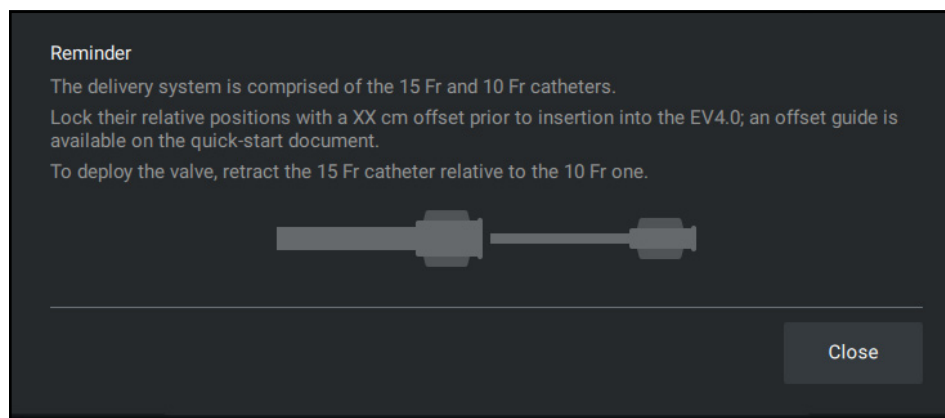 Reminder
The delivery system is comprised of the 15 Fr and 10 Fr catheters.
Lock their relative positions with a XX cm offset prior to insertion into the EV4.0; an offset guide is
available on the quick-start document.
To deploy the valve, retract the 15 Fr catheter relative to the 10 Fr one.
Close